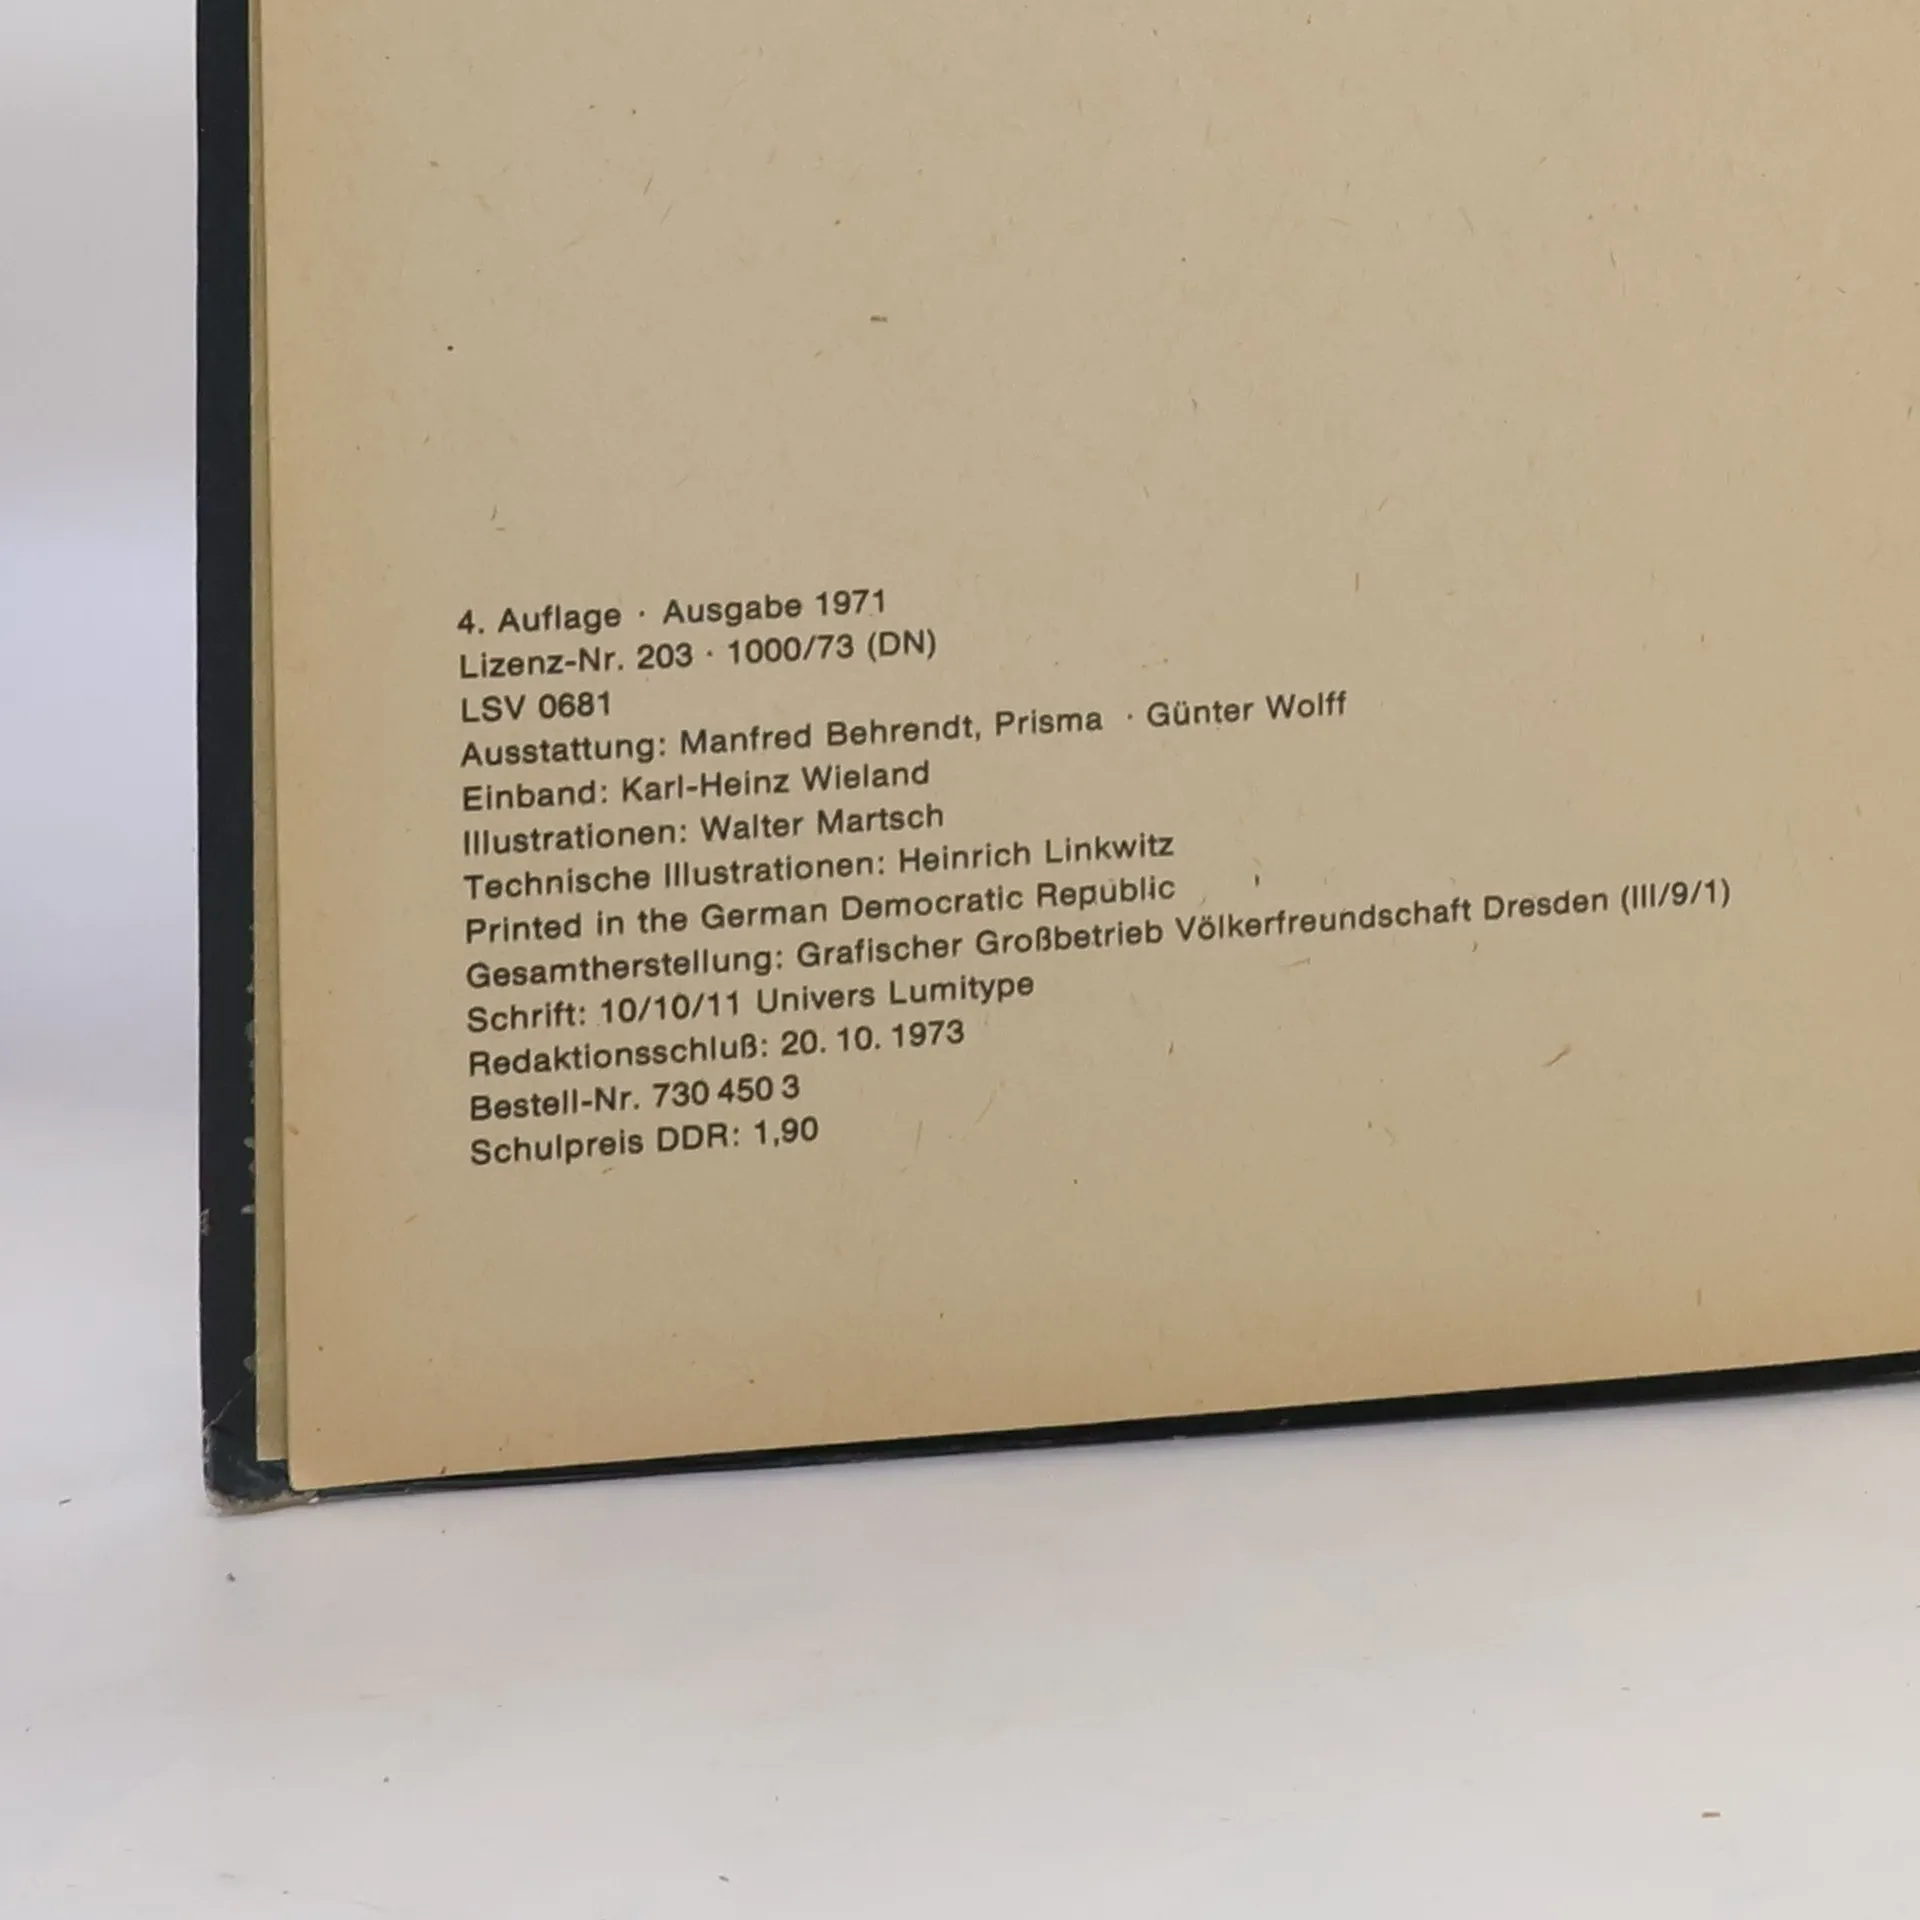 4. Auflage · Ausgabe 1971
Lizenz-Nr. 203 · 1000/73 (DN)
LSV 0681
Ausstattung: Manfred Behrendt, Prisma · Günter Wolff
Einband: Karl-Heinz Wieland
Illustrationen: Walter Martsch
Technische Illustrationen: Heinrich Linkwitz
Printed in the German Democratic Republic
Gesamtherstellung: Grafischer Großbetrieb Völkerfreundschaft Dresden (III/9/1)
Schrift: 10/10/11 Univers Lumitype
Redaktionsschluß: 20. 10. 1973
Bestell-Nr. 730 450 3
Schulpreis DDR: 1,90